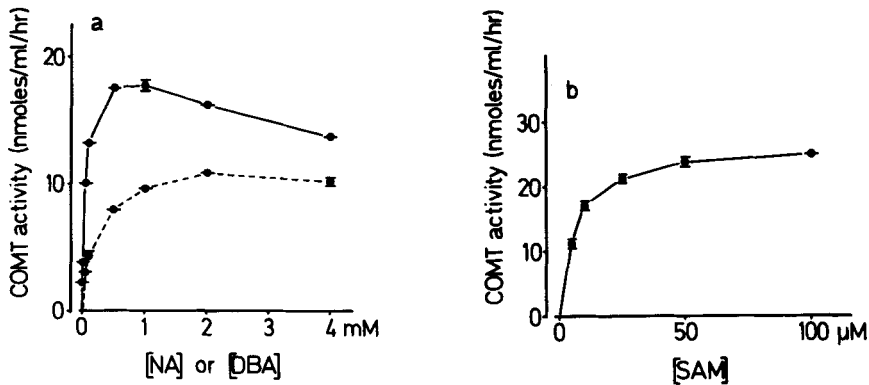 a
COMT activity (nmoles/ml/hr)
20
10
0
0 1 2 3 4 mM
[NA] or [DBA]
b
COMT activity (nmoles/ml/hr)
30
20
10
0
0 50 100 μM
[SAM]